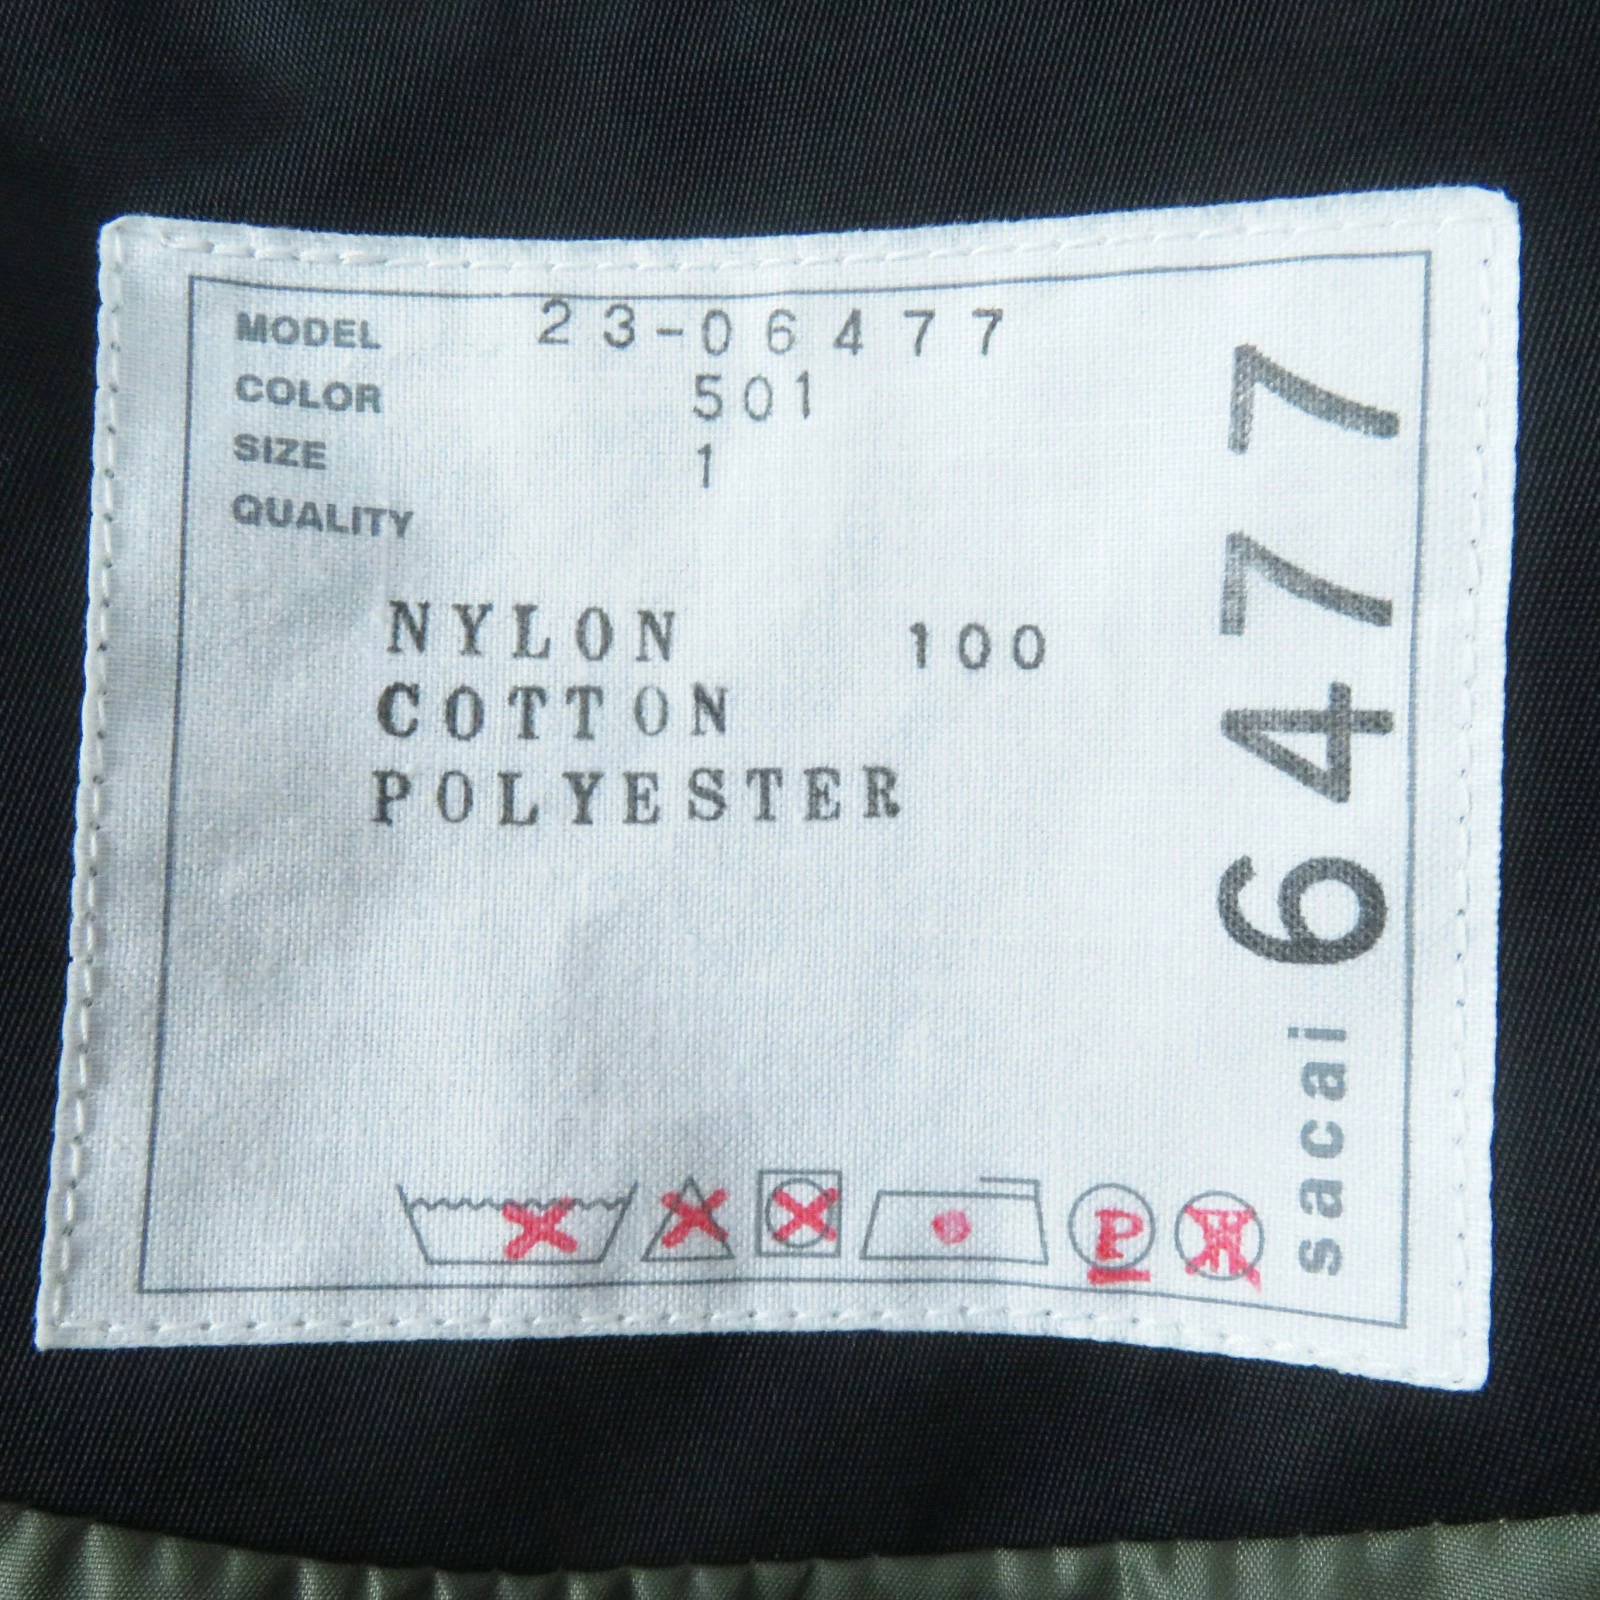 MODEL 23-06477
COLOR 501
SIZE 1
QUALITY
NYLON 100
COTTON
POLYESTER
P
sacai 6477